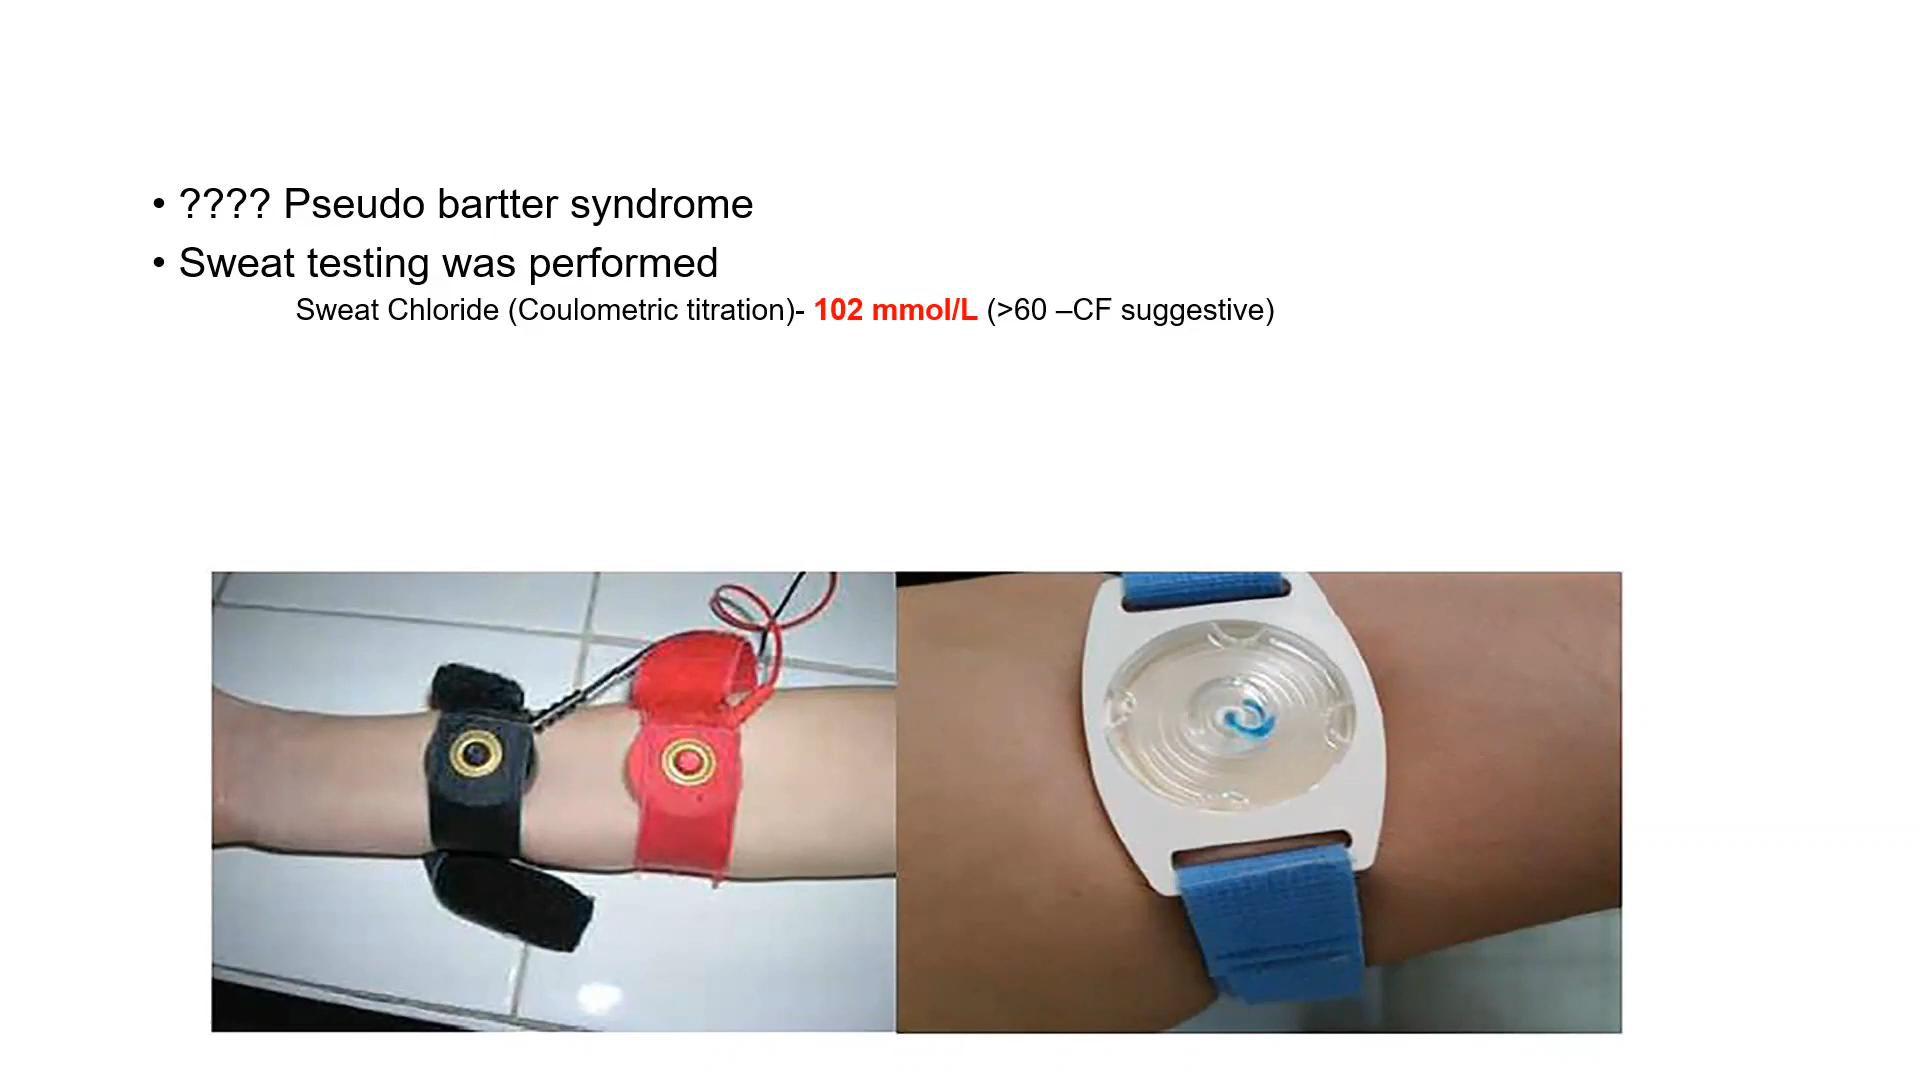 • ???? Pseudo bartter syndrome
• Sweat testing was performed
Sweat Chloride (Coulometric titration)- 102 mmol/L (>60 –CF suggestive)